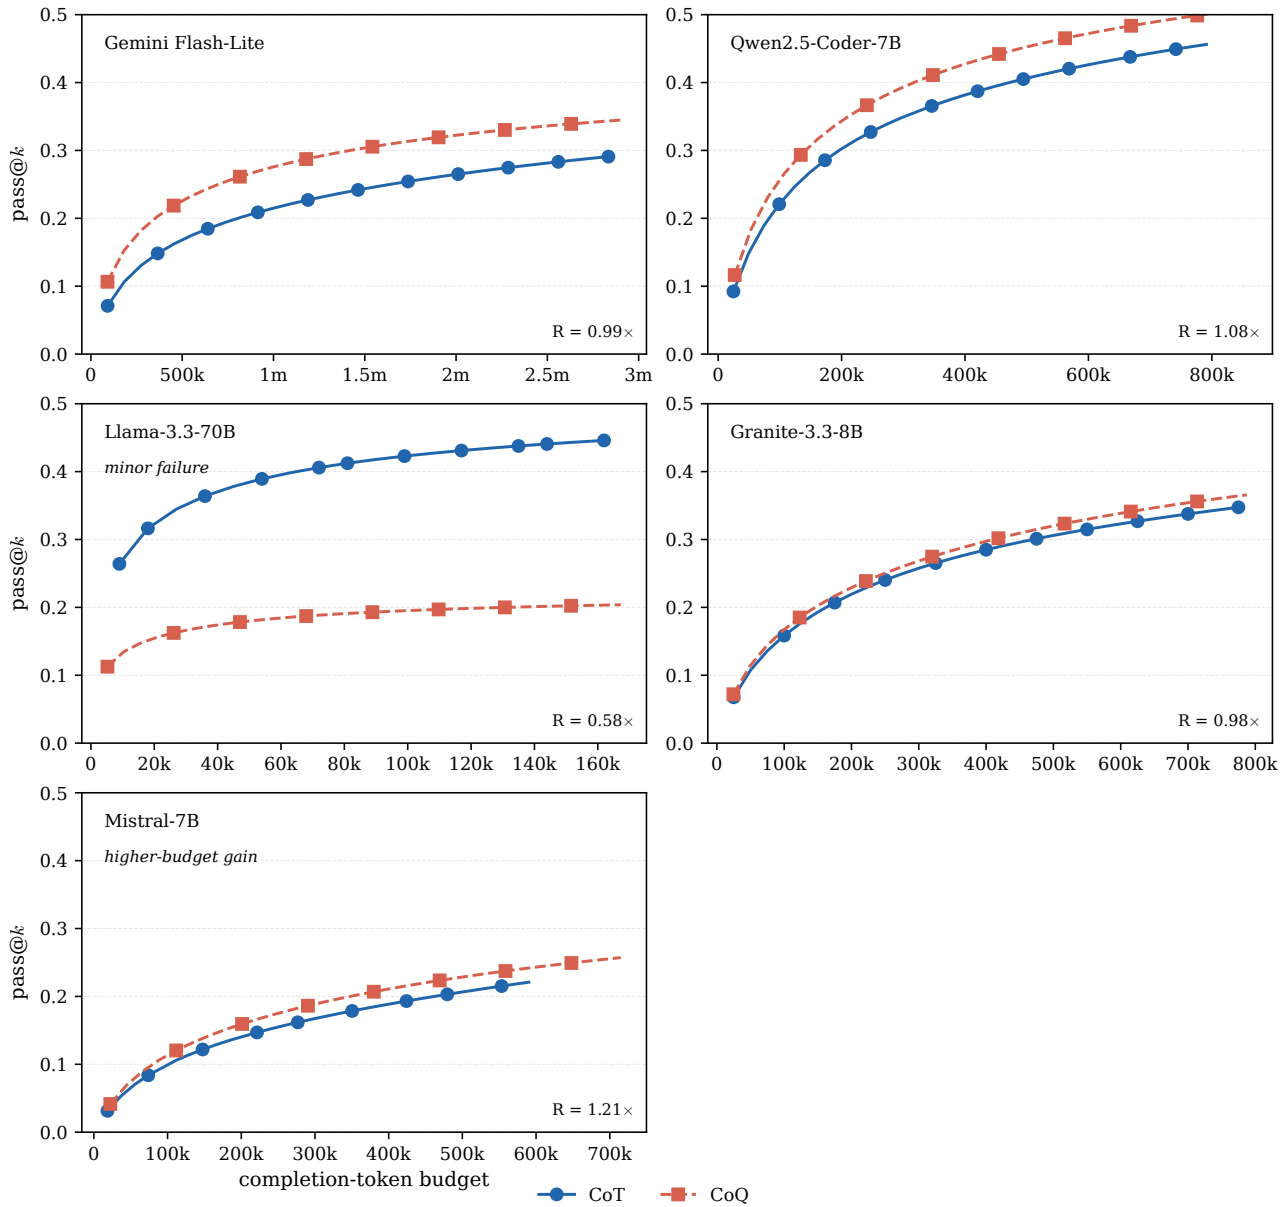 0.5
0.4
0.3
0.2
0.1
0.0
pass@k
Gemini Flash-Lite
R = 0.99×
0
500k
1m
1.5m
2m
2.5m
3m
0.5
0.4
0.3
0.2
0.1
0.0
Qwen2.5-Coder-7B
R = 1.08×
0
200k
400k
600k
800k
0.5
0.4
0.3
0.2
0.1
0.0
pass@k
Llama-3.3-70B
minor failure
R = 0.58×
0
20k
40k
60k
80k
100k
120k
140k
160k
0.5
0.4
0.3
0.2
0.1
0.0
Granite-3.3-8B
R = 0.98×
0
100k
200k
300k
400k
500k
600k
700k
800k
0.5
0.4
0.3
0.2
0.1
0.0
pass@k
Mistral-7B
higher-budget gain
R = 1.21×
0
100k
200k
300k
400k
500k
600k
700k
completion-token budget
CoT
CoQ